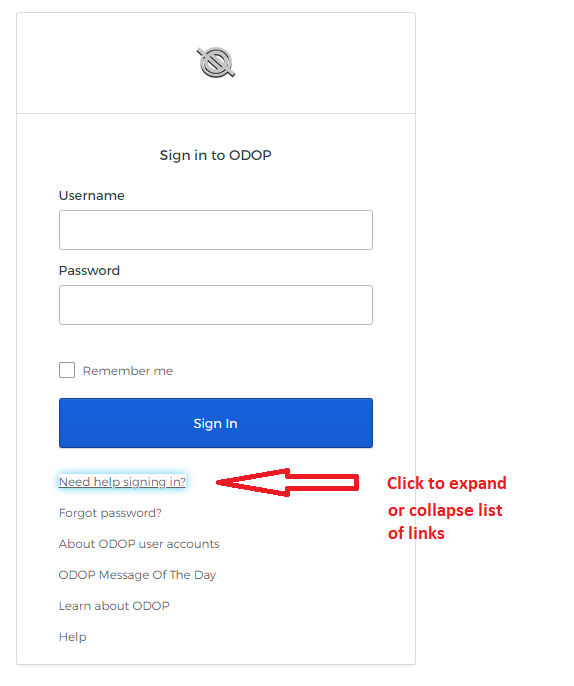 Sign in to ODOP
Username
Password
Remember me
Sign In
Need help signing in?
Click to expand
or collapse list
of links
Forgot password?
About ODOP user accounts
ODOP Message Of The Day
Learn about ODOP
Help